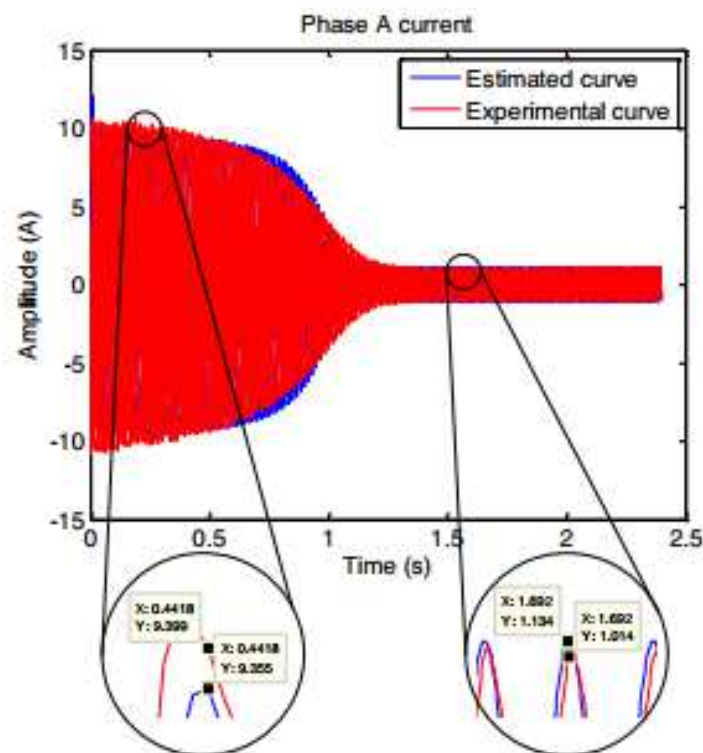 Phase A current
15
10
5
0
-5
-10
-15
Amplitude (A)
Estimated curve
Experimental curve
0
0.5
1
1.5
2
2.5
Time (s)
X: 0.4418
Y: 9.399
X: 0.4418
Y: 9.355
X: 1.692
Y: 1.134
X: 1.692
Y: 1.014